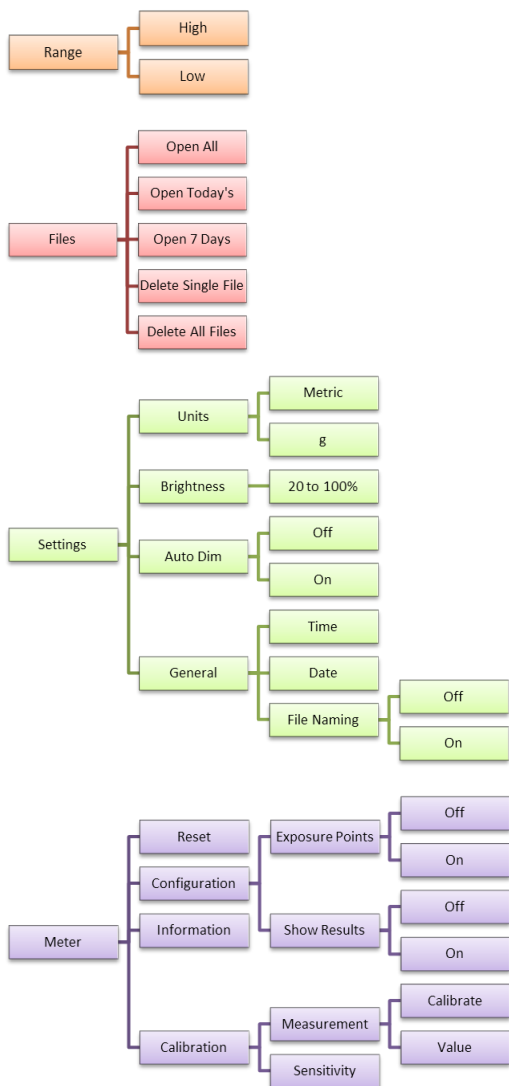 High
Range
Low
Open All
Open Today's
Files
Open 7 Days
Delete Single File
Delete All Files
Metric
Units
g
Brightness
20 to 100%
Settings
Off
Auto Dim
On
Time
General
Date
File Naming
Off
On
Reset
Configuration
Exposure Points
Off
On
Information
Show Results
Off
On
Meter
Calibration
Measurement
Calibrate
Value
Sensitivity